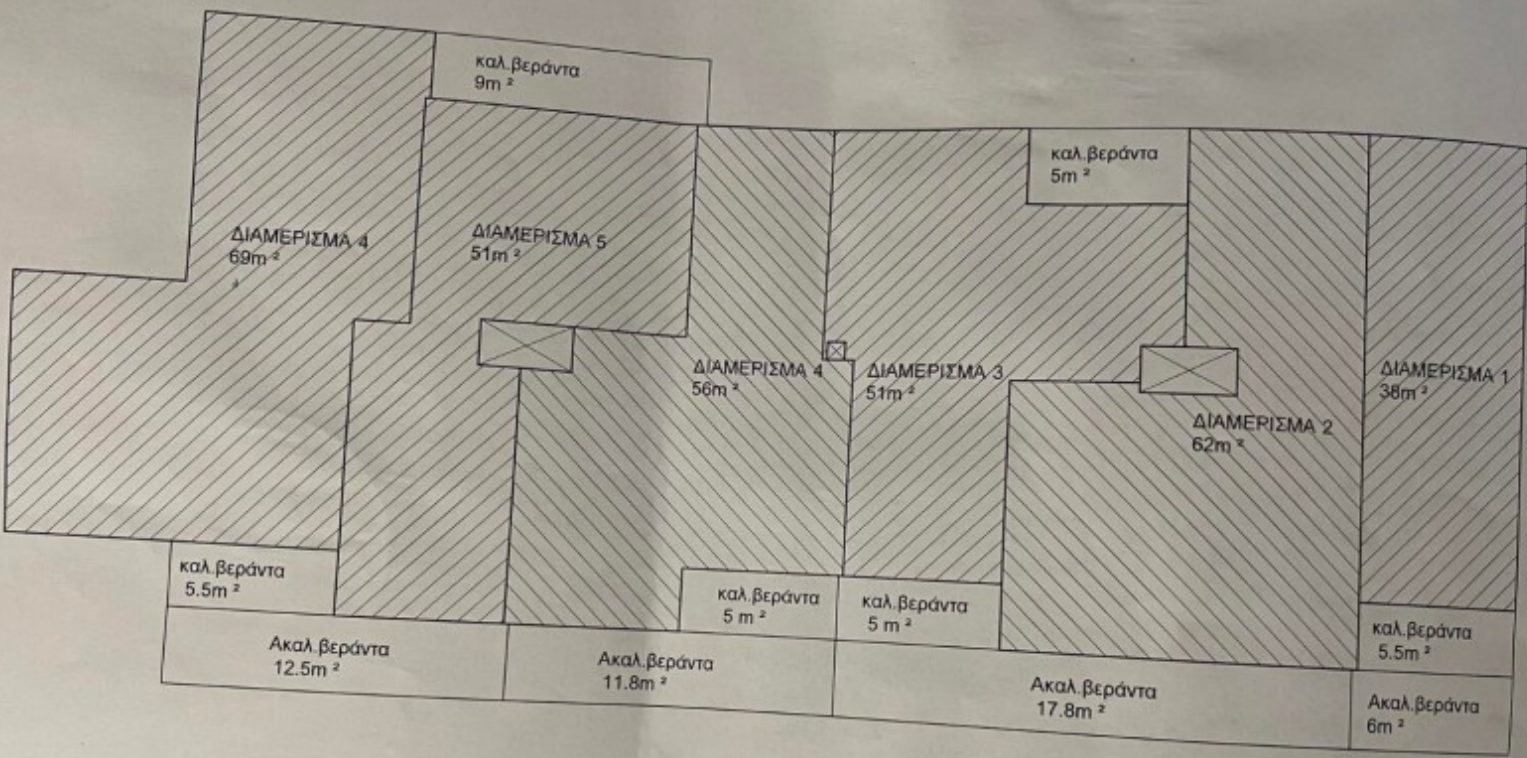 καλ.βεράντα
9m ²
καλ.βεράντα
5m ²
ΔΙΑΜΕΡΙΣΜΑ 4
69m ²
ΔΙΑΜΕΡΙΣΜΑ 5
51m ²
ΔΙΑΜΕΡΙΣΜΑ 4
56m ²
ΔΙΑΜΕΡΙΣΜΑ 3
51m ²
ΔΙΑΜΕΡΙΣΜΑ 2
62m ²
ΔΙΑΜΕΡΙΣΜΑ 1
38m ²
καλ.βεράντα
5.5m ²
καλ.βεράντα
5 m ²
καλ.βεράντα
5 m ²
καλ.βεράντα
5.5m ²
Ακαλ.βεράντα
12.5m ²
Ακαλ.βεράντα
11.8m ²
Ακαλ.βεράντα
17.8m ²
Ακαλ.βεράντα
6m ²